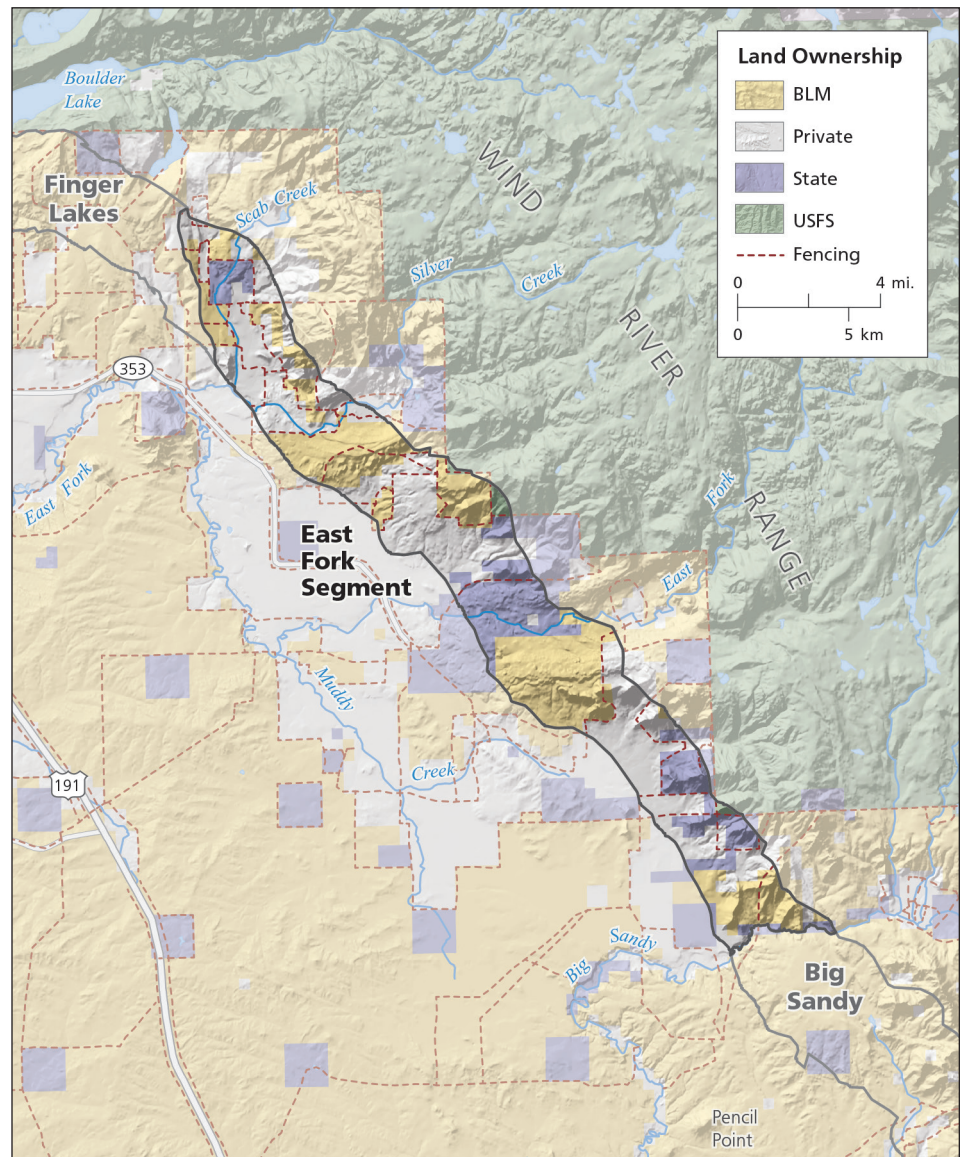 Land Ownership
BLM
Private
State
USFS
Fencing
0 4 mi.
0 5 km
Boulder
Lake
Finger
Lakes
Scab Creek
WIND
RIVER
RANGE
Silver
Creek
353
East Fork
East
Fork
Segment
Fork
East
Muddy
Creek
191
Big
Sandy
Big
Sandy
Pencil
Point